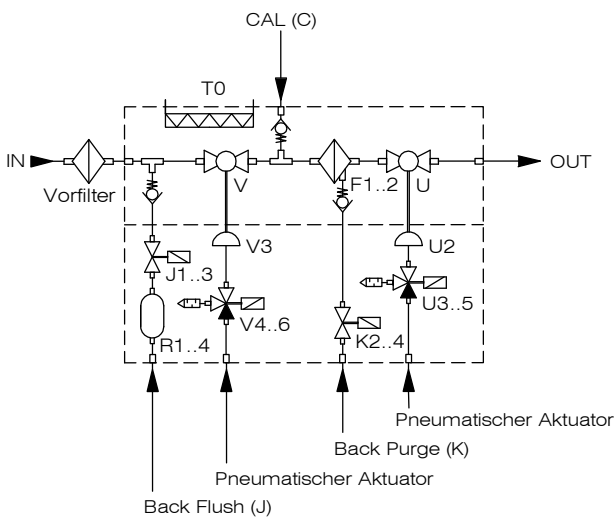 CAL (C)
T0
IN
OUT
Vorfilter
V
F1..2
U
V3
U2
J1..3
U3..5
V4..6
K2..4
R1..4
Pneumatischer Aktuator
Back Purge (K)
Pneumatischer Aktuator
Back Flush (J)